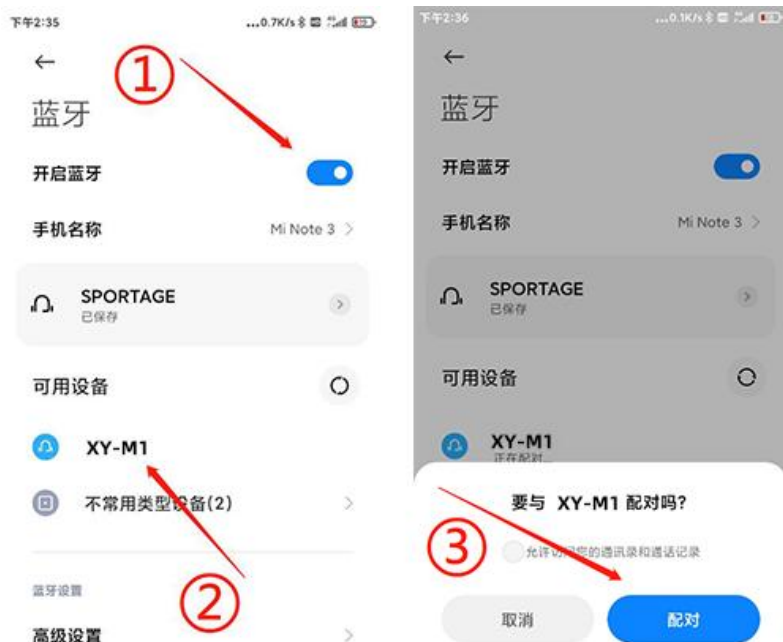 下午2:35
...0.7K/s
①
蓝牙
开启蓝牙
手机名称
Mi Note 3
SPORTAGE
已保存
可用设备
XY-M1
不常用类型设备(2)
蓝牙设置
②
高级设置
下午2:36
...0.1K/s
蓝牙
开启蓝牙
手机名称
Mi Note 3
SPORTAGE
已保存
可用设备
XY-M1
正在配对...
要与 XY-M1 配对吗?
③
允许访问您的通讯录和通话记录
取消
配对